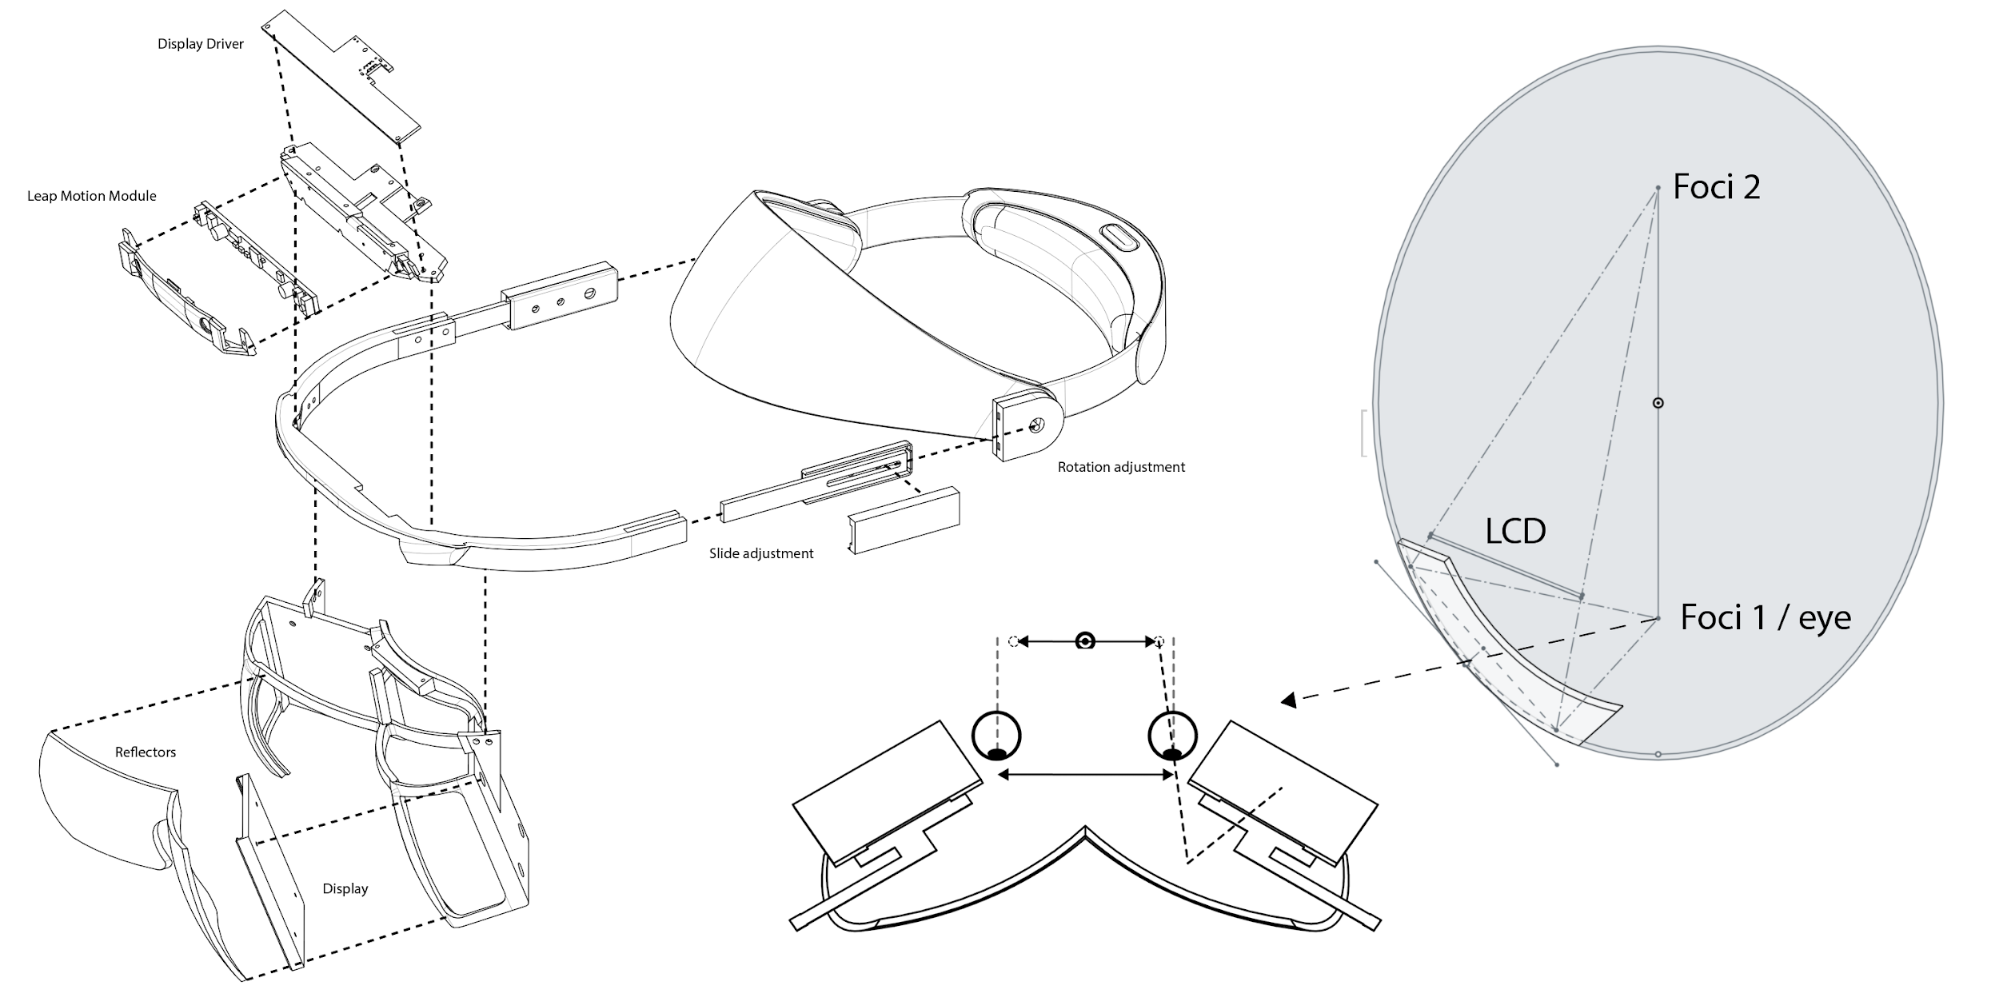 Display Driver
Leap Motion Module
Rotation adjustment
Slide adjustment
Reflectors
Display
Foci 2
LCD
Foci 1 / eye